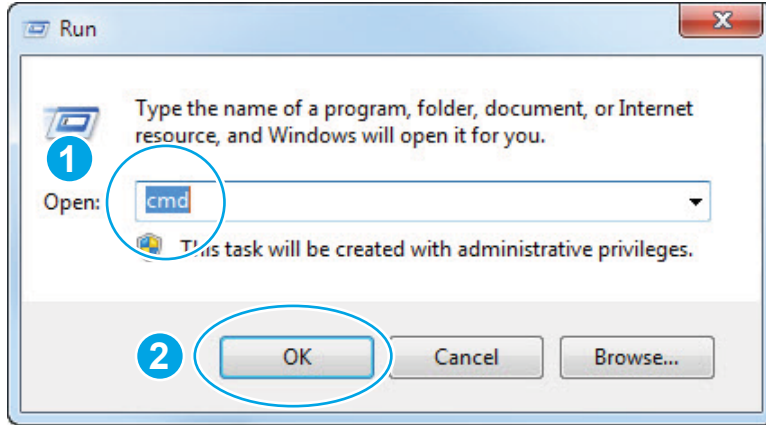 Run
Type the name of a program, folder, document, or Internet
resource, and Windows will open it for you.
1
Open: cmd
This task will be created with administrative privileges.
2
OK Cancel Browse...